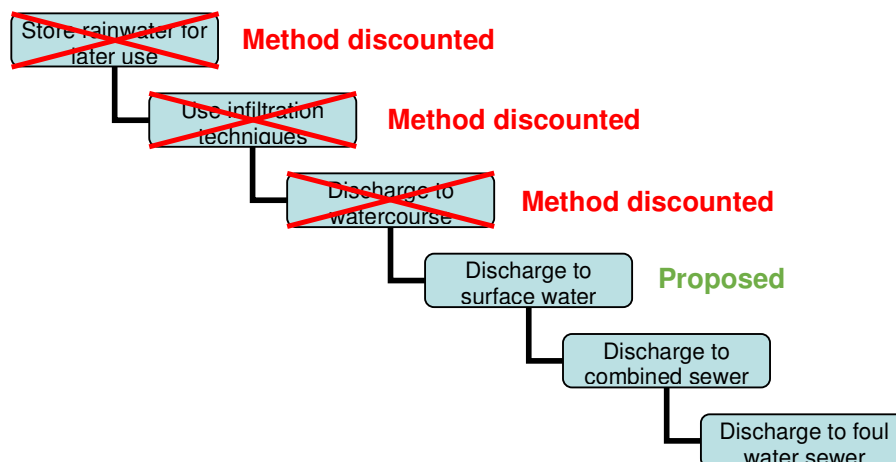 Store rainwater for
later use
Method discounted
Use infiltration
techniques
Method discounted
Discharge to
watercourse
Method discounted
Discharge to
surface water
Proposed
Discharge to
combined sewer
Discharge to foul
water sewer